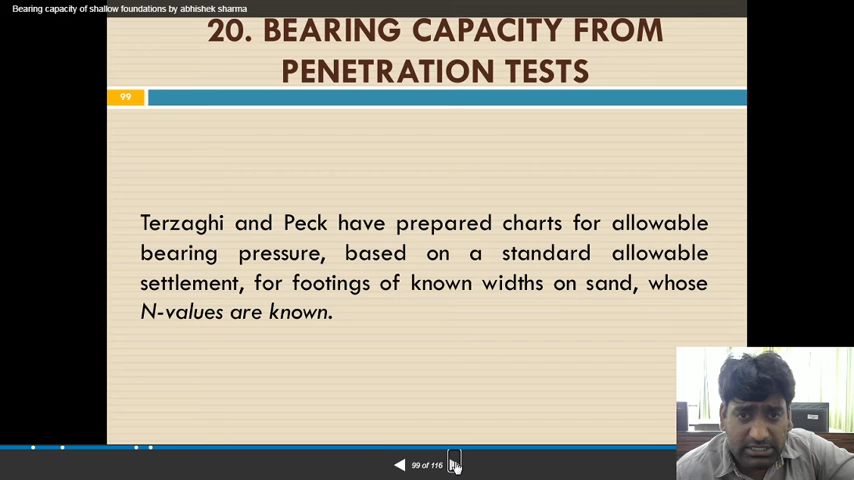 Bearing capacity of shallow foundations by abhishek sharma
20. BEARING CAPACITY FROM
PENETRATION TESTS
99
Terzaghi and Peck have prepared charts for allowable
bearing pressure, based on a standard allowable
settlement, for footings of known widths on sand, whose
N-values are known.
99 of 116